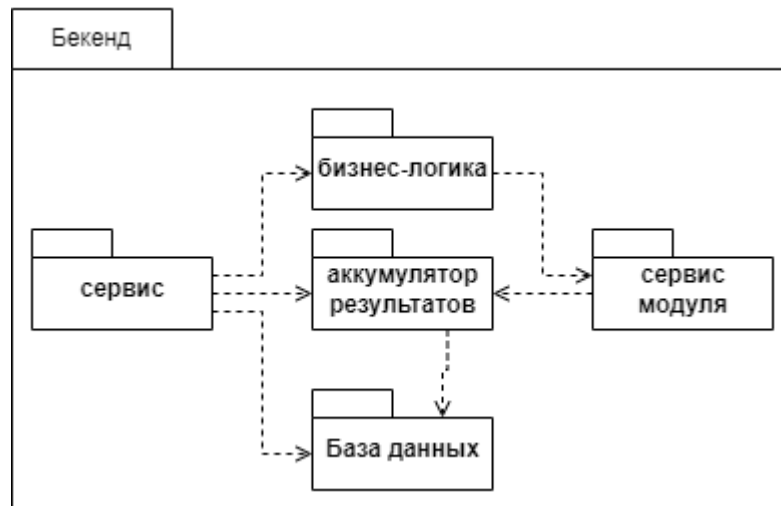 Бекенд
бизнес-логика
сервис
аккумулятор
результатов
сервис
модуля
База данных